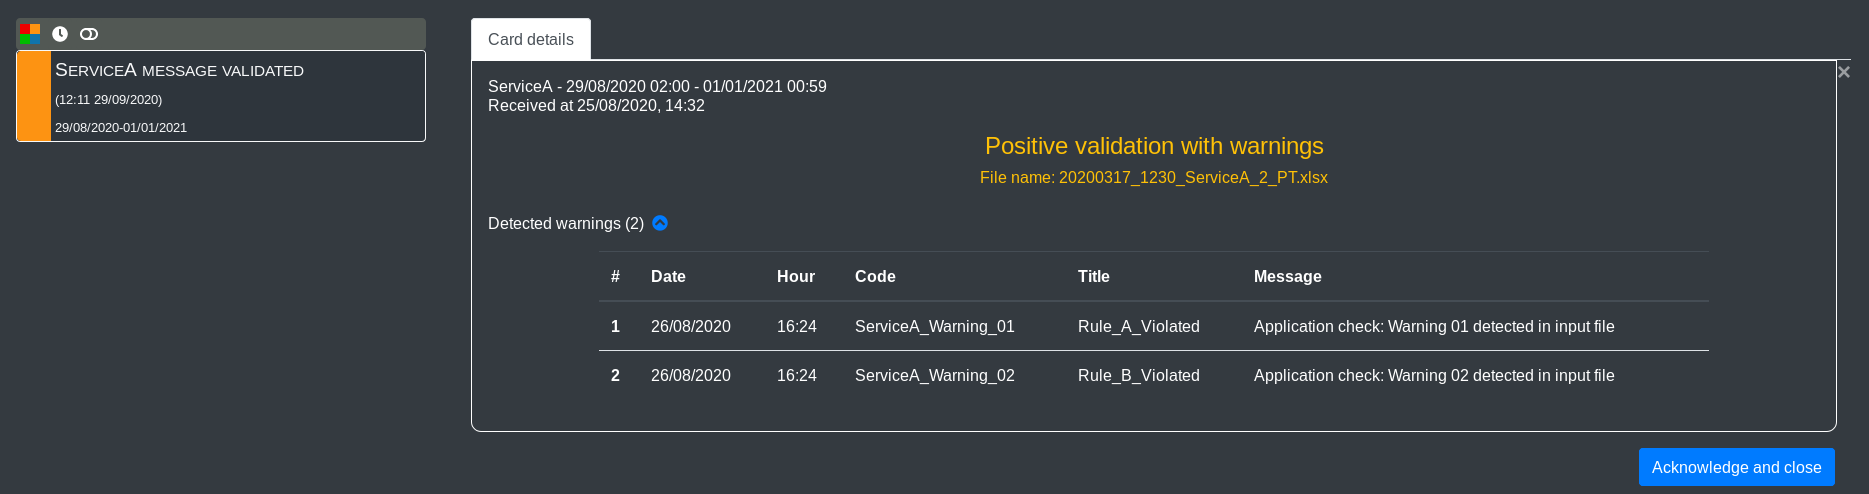 SERVICEA MESSAGE VALIDATED
(12:11 29/09/2020)
29/08/2020-01/01/2021
Card details
×
ServiceA - 29/08/2020 02:00 - 01/01/2021 00:59
Received at 25/08/2020, 14:32
Positive validation with warnings
File name: 20200317_1230_ServiceA_2_PT.xlsx
Detected warnings (2)
# Date Hour Code Title Message
1 26/08/2020 16:24 ServiceA_Warning_01 Rule_A_Violated Application check: Warning 01 detected in input file
2 26/08/2020 16:24 ServiceA_Warning_02 Rule_B_Violated Application check: Warning 02 detected in input file
Acknowledge and close